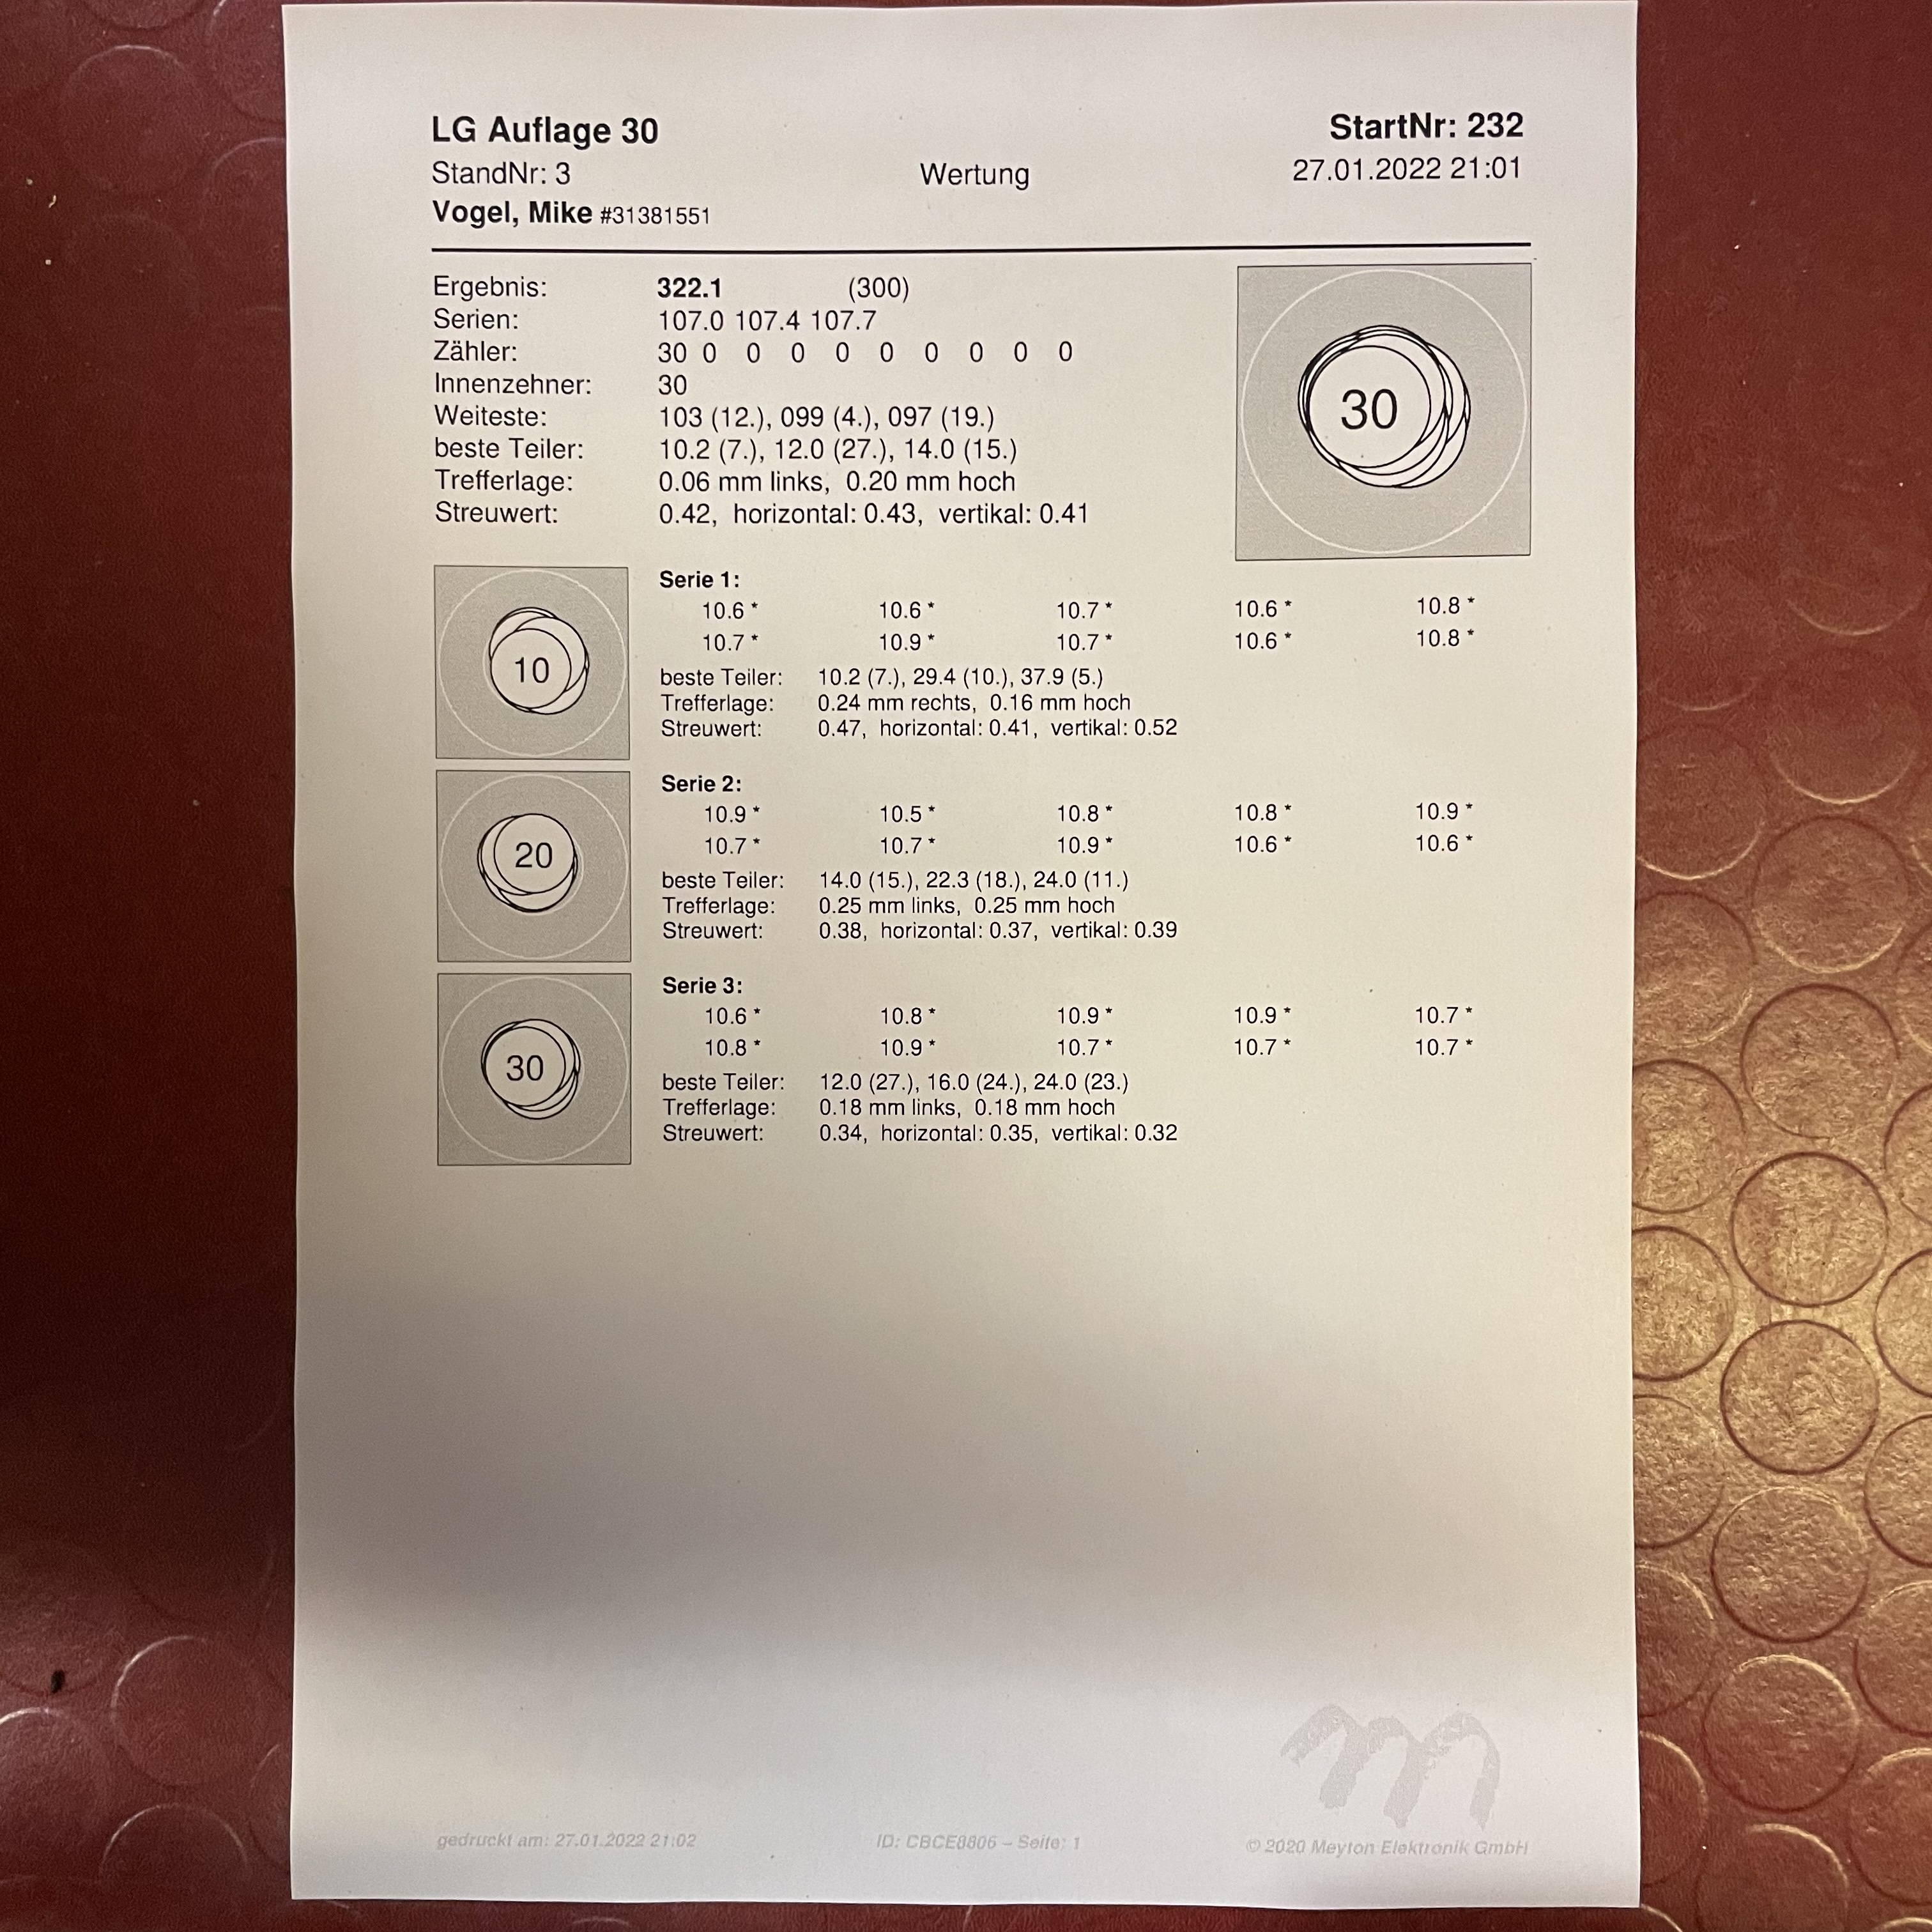 LG Auflage 30
StartNr: 232
StandNr: 3
Wertung
27.01.2022 21:01
Vogel, Mike #31381551
Ergebnis: 322.1 (300)
Serien: 107.0 107.4 107.7
Zähler: 30 0 0 0 0 0 0 0 0 0
Innenzehner: 30
Weiteste: 103 (12.), 099 (4.), 097 (19.)
beste Teiler: 10.2 (7.), 12.0 (27.), 14.0 (15.)
Trefferlage: 0.06 mm links, 0.20 mm hoch
Streuwert: 0.42, horizontal: 0.43, vertikal: 0.41
30
Serie 1:
10.6 * 10.6 * 10.7 * 10.6 * 10.8 *
10.7 * 10.9 * 10.7 * 10.6 * 10.8 *
beste Teiler: 10.2 (7.), 29.4 (10.), 37.9 (5.)
Trefferlage: 0.24 mm rechts, 0.16 mm hoch
Streuwert: 0.47, horizontal: 0.41, vertikal: 0.52
10
Serie 2:
10.9 * 10.5 * 10.8 * 10.8 * 10.9 *
10.7 * 10.7 * 10.9 * 10.6 * 10.6 *
beste Teiler: 14.0 (15.), 22.3 (18.), 24.0 (11.)
Trefferlage: 0.25 mm links, 0.25 mm hoch
Streuwert: 0.38, horizontal: 0.37, vertikal: 0.39
20
Serie 3:
10.6 * 10.8 * 10.9 * 10.9 * 10.7 *
10.8 * 10.9 * 10.7 * 10.7 * 10.7 *
beste Teiler: 12.0 (27.), 16.0 (24.), 24.0 (23.)
Trefferlage: 0.18 mm links, 0.18 mm hoch
Streuwert: 0.34, horizontal: 0.35, vertikal: 0.32
30
m
gedruckt am: 27.01.2022 21:02
ID: CBCE8806 – Seite: 1
© 2020 Meyton Elektronik GmbH